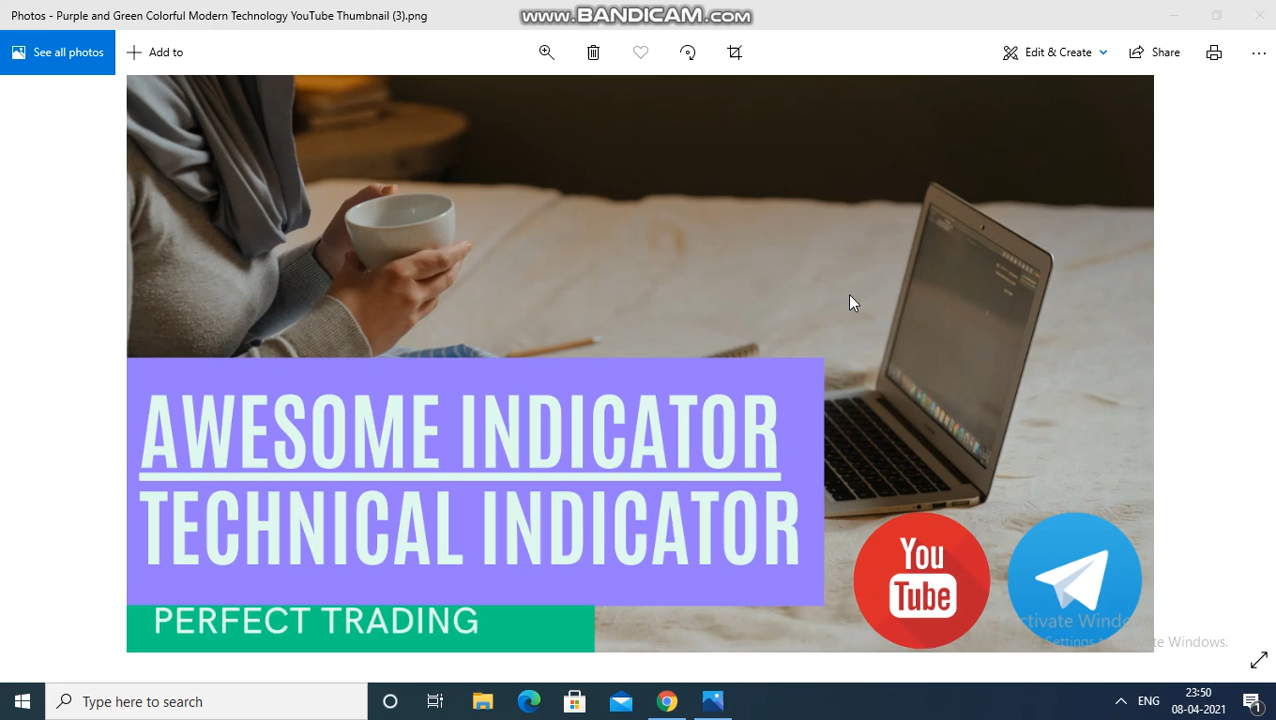 Photos - Purple and Green Colorful Modern Technology YouTube Thumbnail (3).png
www.BANDICAM.com
See all photos
Add to
Edit & Create
Share
AWESOME INDICATOR
TECHNICAL INDICATOR
PERFECT TRADING
You
Tube
Type here to search
ENG
23:50
08-04-2021
1